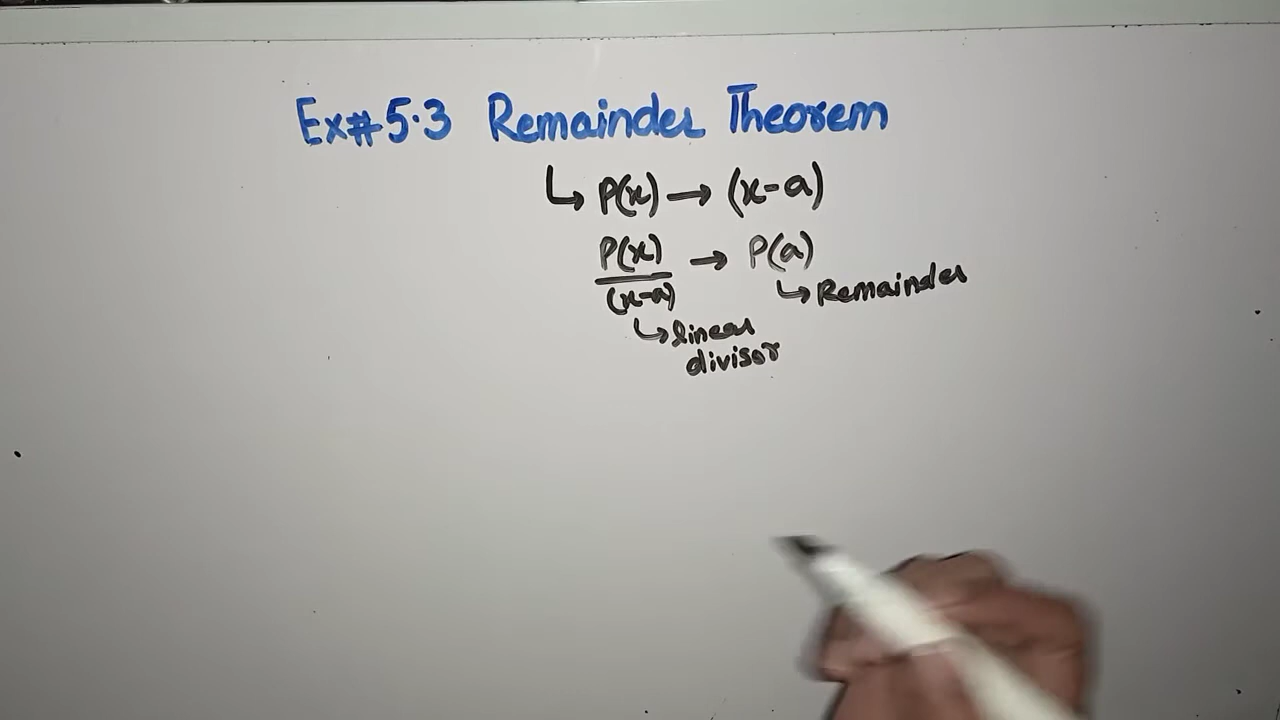 Ex#5.3 Remainder Theorem
↳ P(x) → (x-a)
P(x)/(x-a) → P(a)
↳ Remainder
↳ linear
divisor